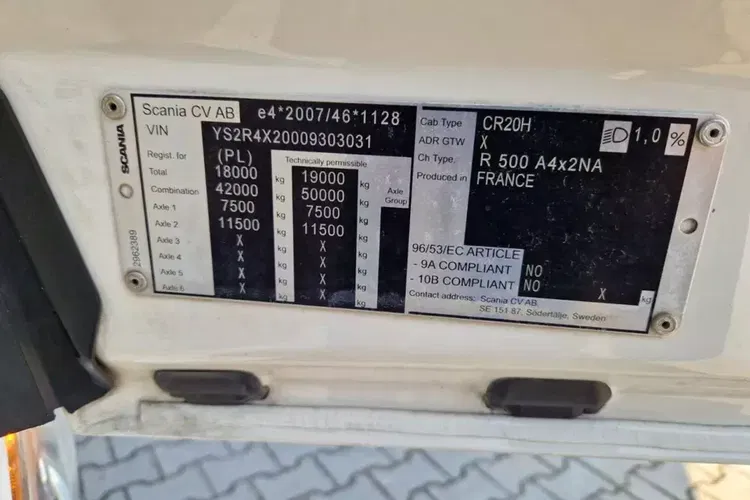 SCANIA
2962389
Scania CV AB e4*2007/46*1128
VIN YS2R4X20009303031
Regist. for (PL) Technically permissible
Total 18000 kg 19000 kg
Combination 42000 kg 50000 kg Axle Group
Axle 1 7500 kg 7500 kg
Axle 2 11500 kg 11500 kg
Axle 3 X kg X kg
Axle 4 X kg X kg
Axle 5 X kg X kg
Axle 6 X kg X kg
Cab Type CR20H 1,0 %
ADR GTW X
Ch Type. R 500 A4x2NA
Produced in FRANCE
96/53/EC ARTICLE
- 9A COMPLIANT NO
- 10B COMPLIANT NO X kg
Contact address: Scania CV AB
SE 151 87, Södertälje, Sweden